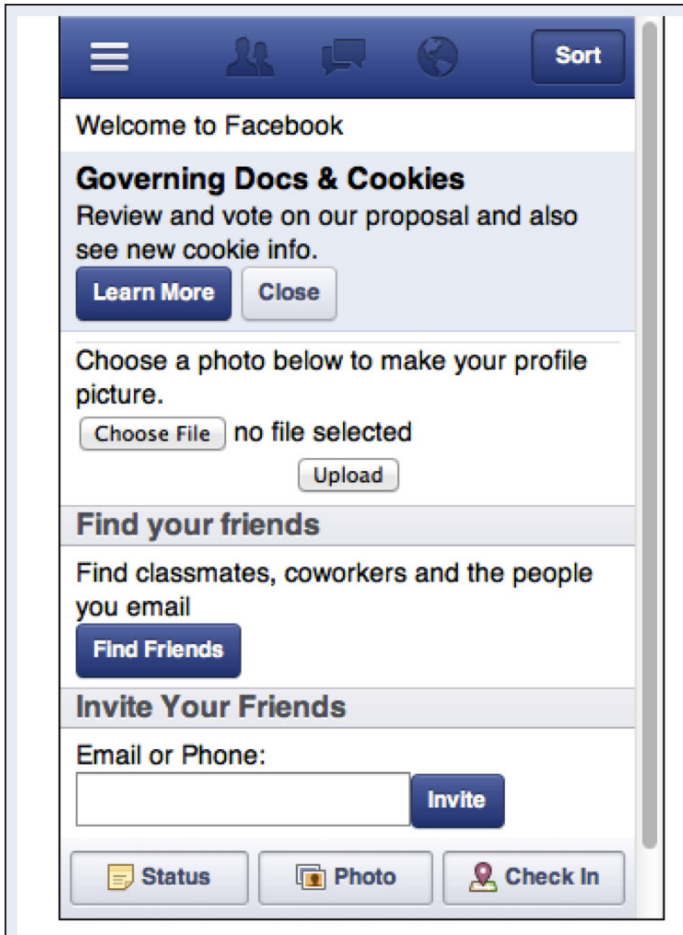 Sort
Welcome to Facebook
Governing Docs & Cookies
Review and vote on our proposal and also
see new cookie info.
Learn More Close
Choose a photo below to make your profile
picture.
Choose File no file selected
Upload
Find your friends
Find classmates, coworkers and the people
you email
Find Friends
Invite Your Friends
Email or Phone:
Invite
Status Photo Check In